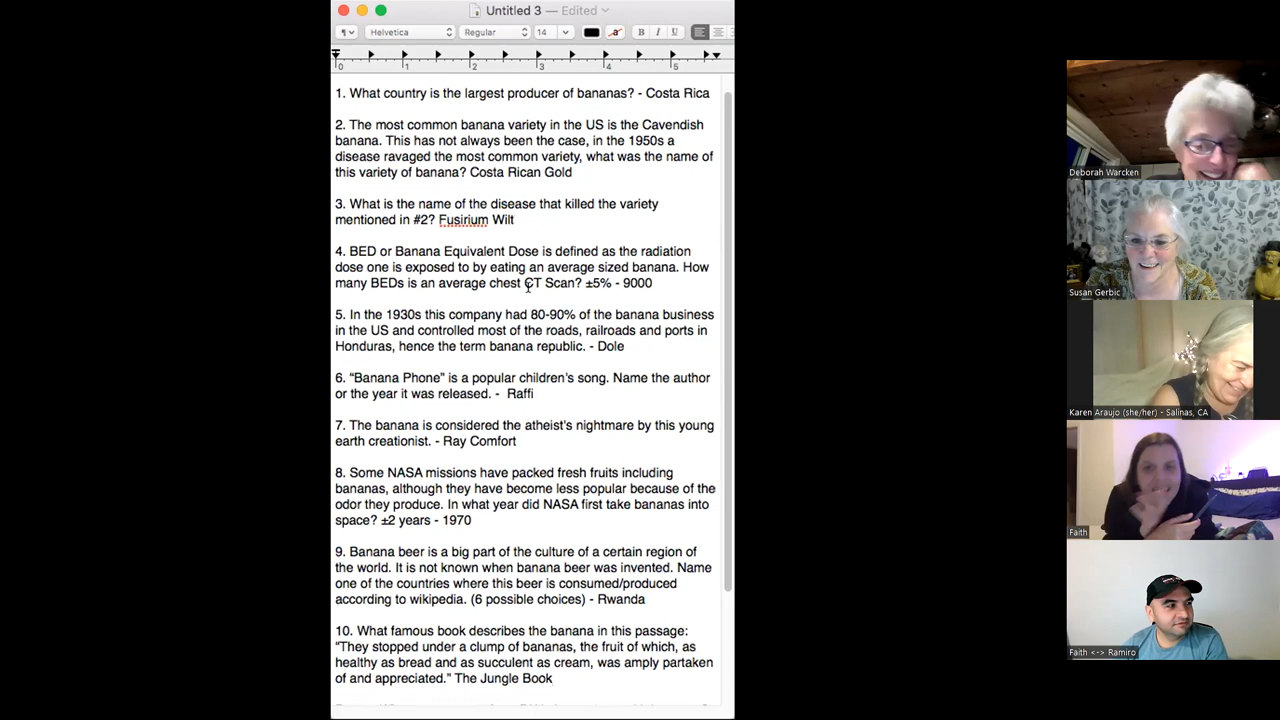 Untitled 3 — Edited
Helvetica Regular 14 a B I U
0 1 2 3 4 5
1. What country is the largest producer of bananas? - Costa Rica
2. The most common banana variety in the US is the Cavendish
banana. This has not always been the case, in the 1950s a
disease ravaged the most common variety, what was the name of
this variety of banana? Costa Rican Gold
3. What is the name of the disease that killed the variety
mentioned in #2? Fusirium Wilt
4. BED or Banana Equivalent Dose is defined as the radiation
dose one is exposed to by eating an average sized banana. How
many BEDs is an average chest CT Scan? ±5% - 9000
5. In the 1930s this company had 80-90% of the banana business
in the US and controlled most of the roads, railroads and ports in
Honduras, hence the term banana republic. - Dole
6. “Banana Phone” is a popular children’s song. Name the author
or the year it was released. - Raffi
7. The banana is considered the atheist’s nightmare by this young
earth creationist. - Ray Comfort
8. Some NASA missions have packed fresh fruits including
bananas, although they have become less popular because of the
odor they produce. In what year did NASA first take bananas into
space? ±2 years - 1970
9. Banana beer is a big part of the culture of a certain region of
the world. It is not known when banana beer was invented. Name
one of the countries where this beer is consumed/produced
according to wikipedia. (6 possible choices) - Rwanda
10. What famous book describes the banana in this passage:
“They stopped under a clump of bananas, the fruit of which, as
healthy as bread and as succulent as cream, was amply partaken
of and appreciated.” The Jungle Book
Deborah Warcken
Susan Gerbic
Karen Araujo (she/her) - Salinas, CA
Faith
Faith <-> Ramiro